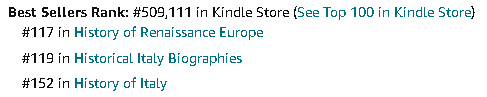 Best Sellers Rank: #509,111 in Kindle Store (See Top 100 in Kindle Store)
#117 in History of Renaissance Europe
#119 in Historical Italy Biographies
#152 in History of Italy